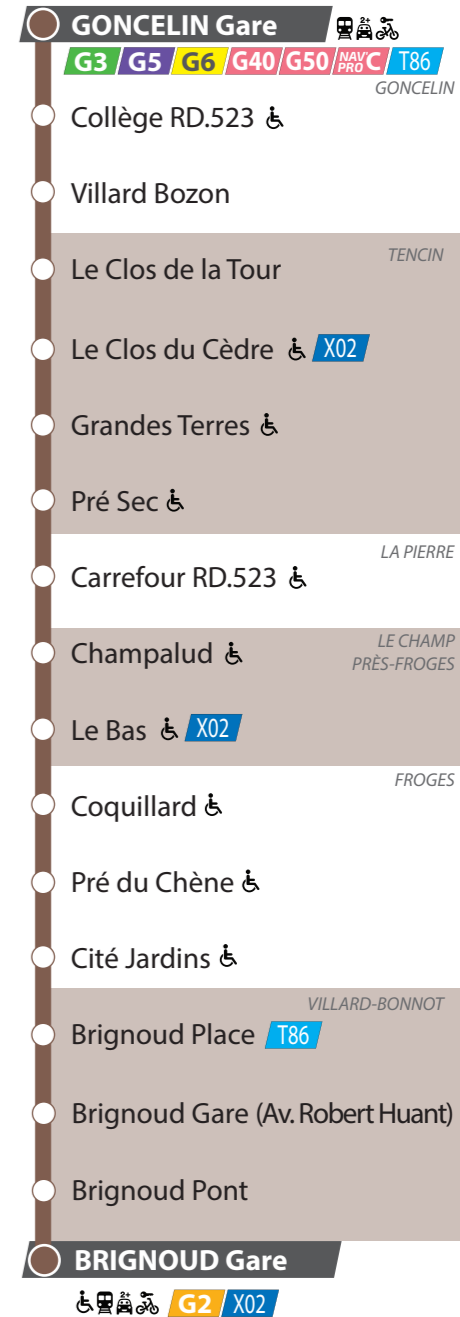 GONCELIN Gare 2+
G3 G5 G6 G40 G50 NAV'PRO C T86
GONCELIN
Collège RD.523
Villard Bozon
TENCIN
Le Clos de la Tour
Le Clos du Cèdre X02
Grandes Terres
Pré Sec
LA PIERRE
Carrefour RD.523
LE CHAMP
PRÈS-FROGES
Champalud
Le Bas X02
FROGES
Coquillard
Pré du Chène
Cité Jardins
VILLARD-BONNOT
Brignoud Place T86
Brignoud Gare (Av. Robert Huant)
Brignoud Pont
BRIGNOUD Gare
2+ G2 X02